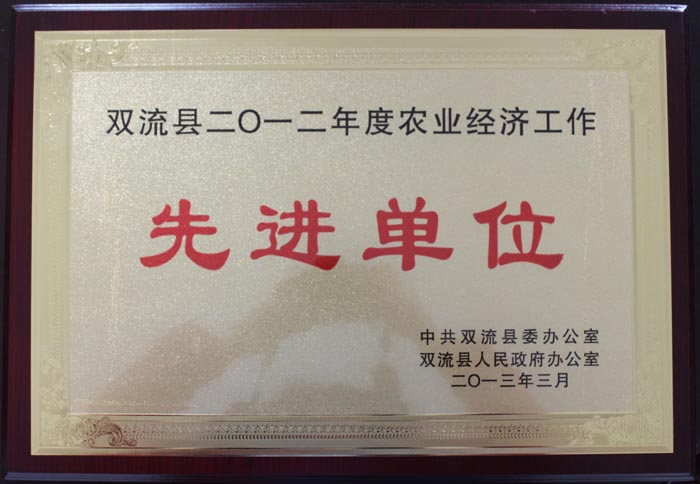 双流县二〇一二年度农业经济工作
先进单位
中共双流县委办公室
双流县人民政府办公室
二〇一三年三月